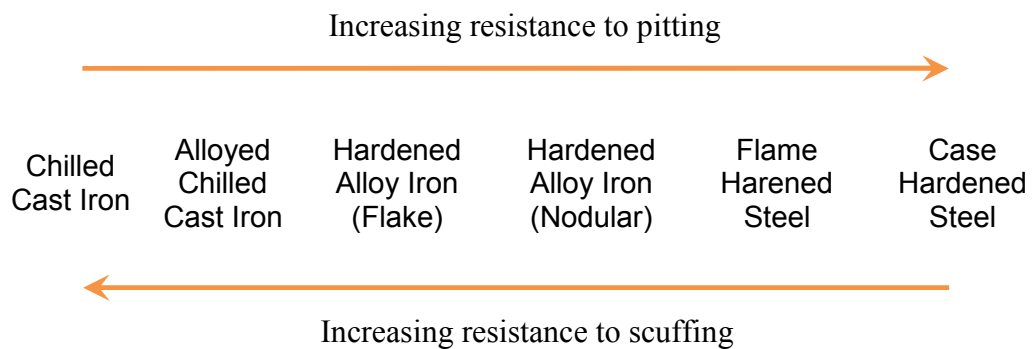 Increasing resistance to pitting
Chilled
Cast Iron
Alloyed
Chilled
Cast Iron
Hardened
Alloy Iron
(Flake)
Hardened
Alloy Iron
(Nodular)
Flame
Harened
Steel
Case
Hardened
Steel
Increasing resistance to scuffing